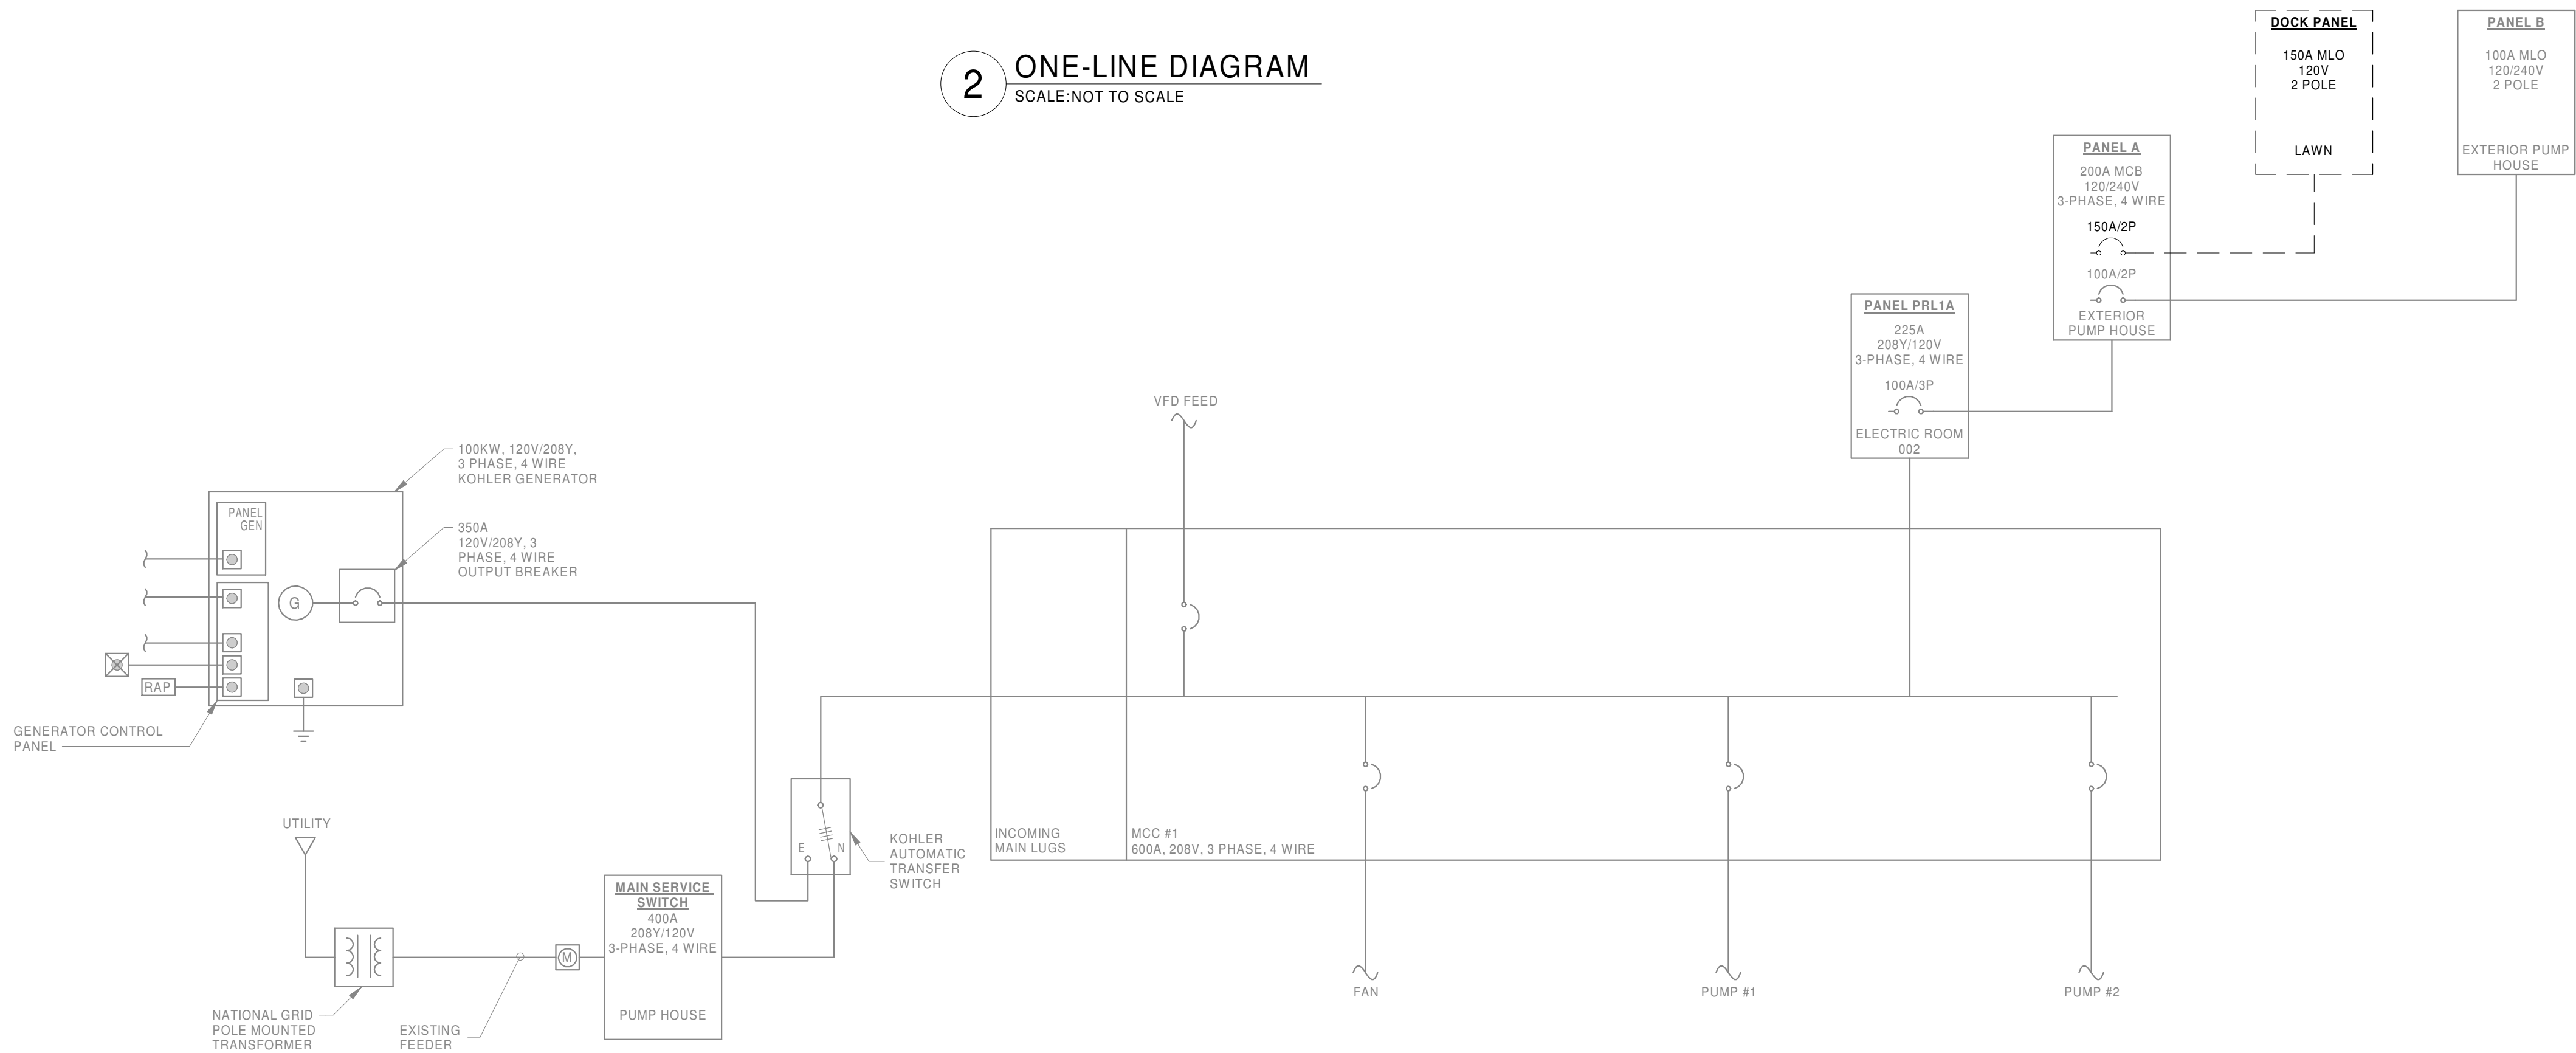 2
ONE-LINE DIAGRAM
SCALE:NOT TO SCALE
DOCK PANEL
150A MLO
120V
2 POLE
LAWN
PANEL B
100A MLO
120/240V
2 POLE
EXTERIOR PUMP
HOUSE
PANEL A
200A MCB
120/240V
3-PHASE, 4 WIRE
150A/2P
100A/2P
EXTERIOR
PUMP HOUSE
PANEL PRL1A
225A
208Y/120V
3-PHASE, 4 WIRE
100A/3P
ELECTRIC ROOM
002
VFD FEED
100KW, 120V/208Y,
3 PHASE, 4 WIRE
KOHLER GENERATOR
350A
120V/208Y, 3
PHASE, 4 WIRE
OUTPUT BREAKER
PANEL
GEN
G
RAP
GENERATOR CONTROL
PANEL
UTILITY
NATIONAL GRID
POLE MOUNTED
TRANSFORMER
EXISTING
FEEDER
M
MAIN SERVICE
SWITCH
400A
208Y/120V
3-PHASE, 4 WIRE
PUMP HOUSE
E
N
KOHLER
AUTOMATIC
TRANSFER
SWITCH
INCOMING
MAIN LUGS
MCC #1
600A, 208V, 3 PHASE, 4 WIRE
FAN
PUMP #1
PUMP #2